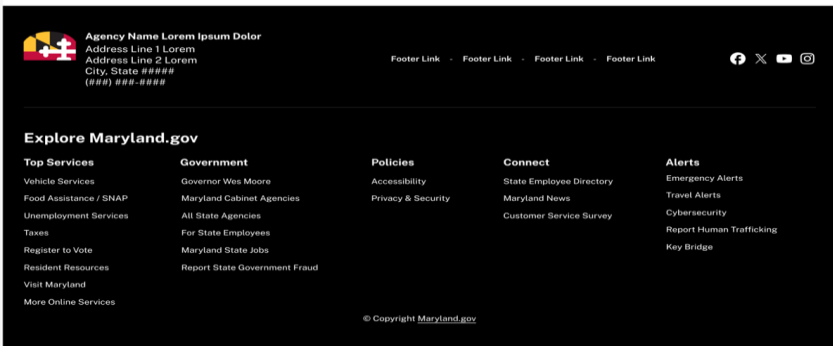 Agency Name Lorem Ipsum Dolor
Address Line 1 Lorem
Address Line 2 Lorem
City, State #####
(###) ###-####
Footer Link - Footer Link - Footer Link - Footer Link
Explore Maryland.gov
Top Services
Vehicle Services
Food Assistance / SNAP
Unemployment Services
Taxes
Register to Vote
Resident Resources
Visit Maryland
More Online Services
Government
Governor Wes Moore
Maryland Cabinet Agencies
All State Agencies
For State Employees
Maryland State Jobs
Report State Government Fraud
Policies
Accessibility
Privacy & Security
Connect
State Employee Directory
Maryland News
Customer Service Survey
Alerts
Emergency Alerts
Travel Alerts
Cybersecurity
Report Human Trafficking
Key Bridge
© Copyright Maryland.gov